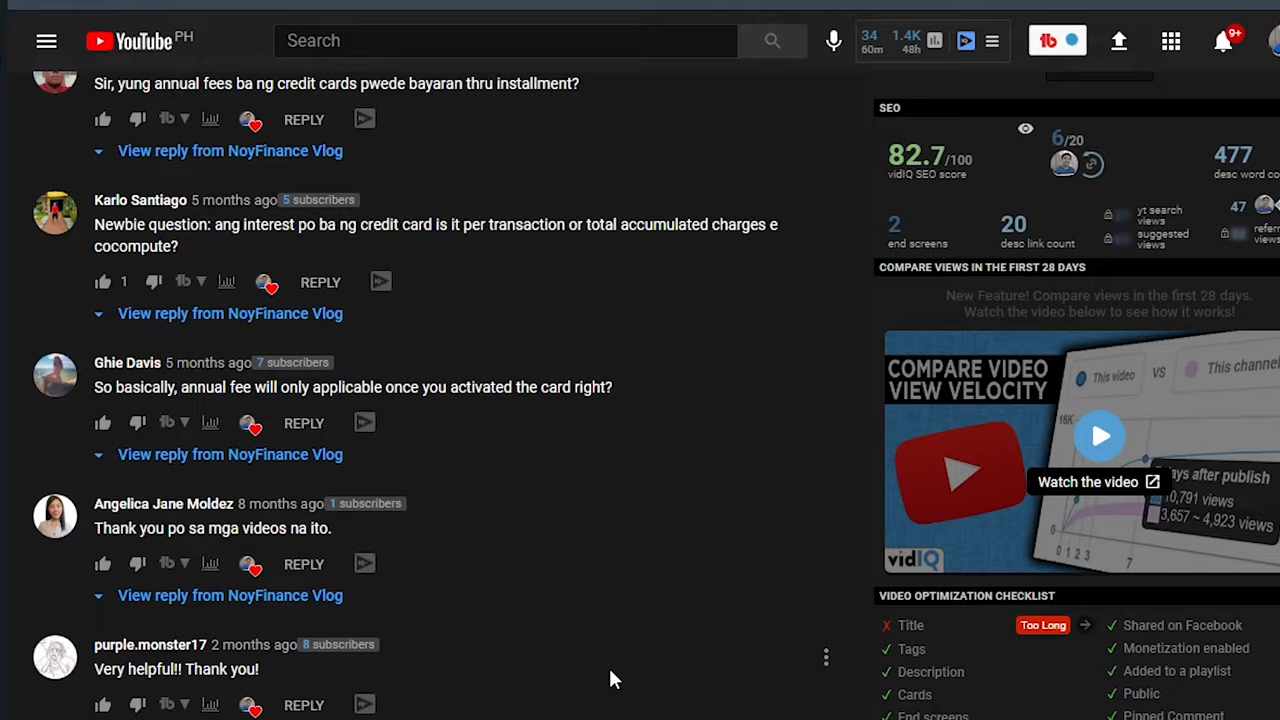 YouTube PH
Search
34 1.4K
60m 48h
9+
Sir, yung annual fees ba ng credit cards pwede bayaran thru installment?
REPLY
View reply from NoyFinance Vlog
Karlo Santiago 5 months ago 5 subscribers
Newbie question: ang interest po ba ng credit card is it per transaction or total accumulated charges e
cocompute?
1 REPLY
View reply from NoyFinance Vlog
Ghie Davis 5 months ago 7 subscribers
So basically, annual fee will only applicable once you activated the card right?
REPLY
View reply from NoyFinance Vlog
Angelica Jane Moldez 8 months ago 1 subscribers
Thank you po sa mga videos na ito.
REPLY
View reply from NoyFinance Vlog
purple.monster17 2 months ago 8 subscribers
Very helpful!! Thank you!
REPLY
SEO
82.7/100
vidIQ SEO score
6/20
477
desc word co
2
end screens
20
desc link count
yt search
views
suggested
views
47
referr
views
COMPARE VIEWS IN THE FIRST 28 DAYS
New Feature! Compare views in the first 28 days.
Watch the video below to see how it works!
COMPARE VIDEO
VIEW VELOCITY
This video VS This channel
16K
Watch the video
days after publish
10,791 views
3,657 ~ 4,923 views
0
0 1 2 3 7
vidIQ
VIDEO OPTIMIZATION CHECKLIST
X Title Too Long
✓ Tags
✓ Description
✓ Cards
✓ End screens
✓ Shared on Facebook
✓ Monetization enabled
✓ Added to a playlist
✓ Public
✓ Pinned Comment